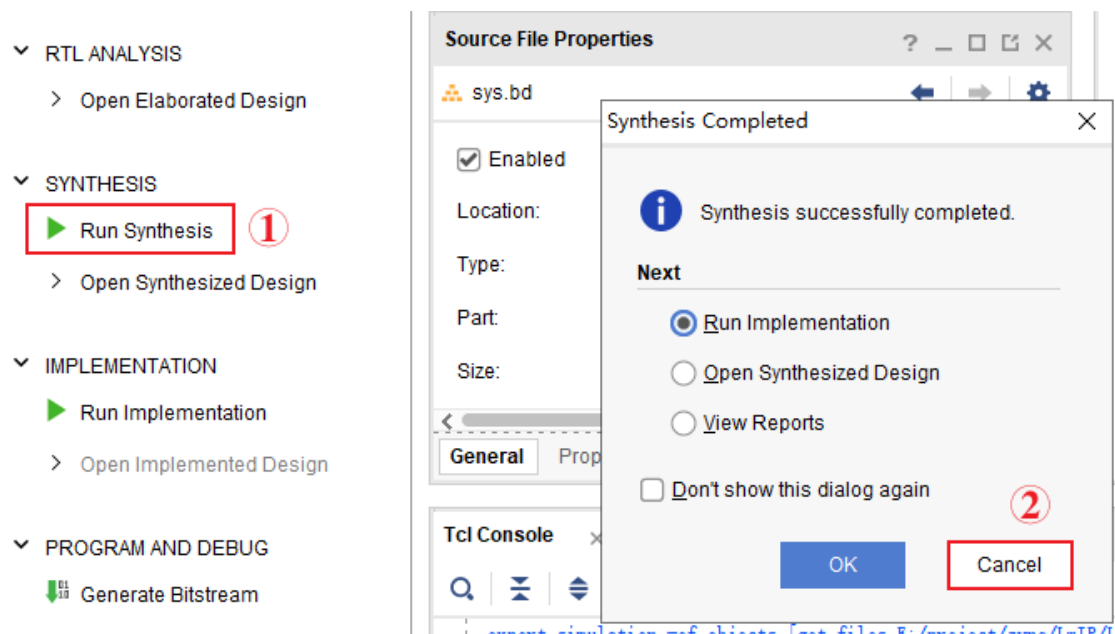 RTL ANALYSIS
Open Elaborated Design
SYNTHESIS
Run Synthesis
①
Open Synthesized Design
IMPLEMENTATION
Run Implementation
Open Implemented Design
PROGRAM AND DEBUG
Generate Bitstream
Source File Properties
sys.bd
Enabled
Location:
Type:
Part:
Size:
General Prop
Tcl Console
Synthesis Completed
Synthesis successfully completed.
Next
Run Implementation
Open Synthesized Design
View Reports
Don't show this dialog again
②
OK Cancel